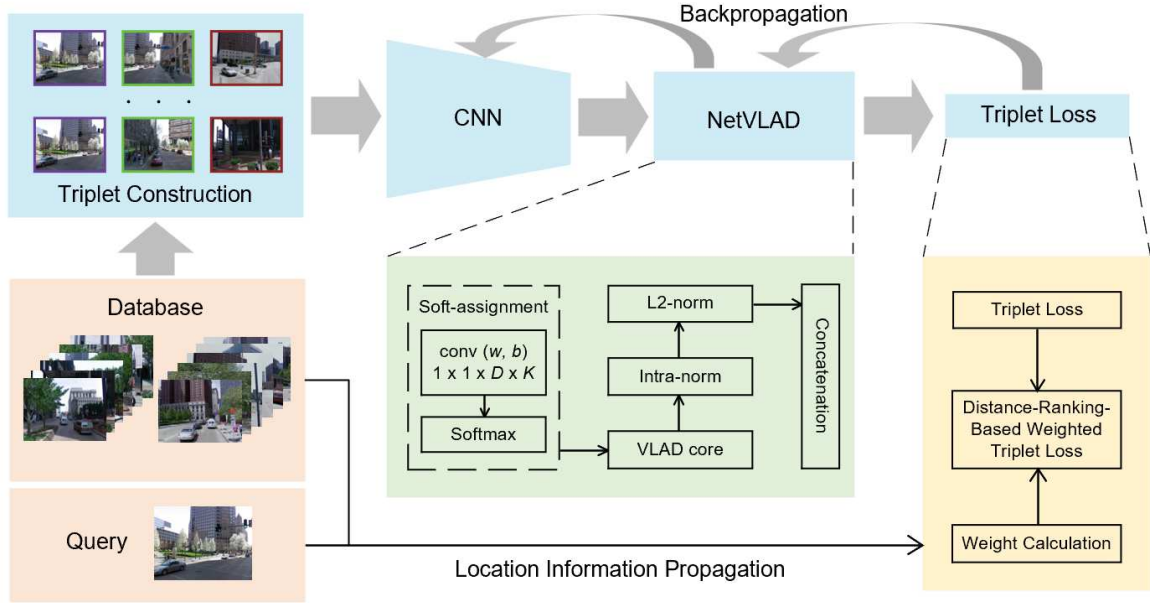 Backpropagation
CNN
NetVLAD
Triplet Loss
. . .
Triplet Construction
Database
Soft-assignment
conv (w, b)
1 x 1 x D x K
Softmax
L2-norm
Intra-norm
VLAD core
Concatenation
Triplet Loss
Distance-Ranking-
Based Weighted
Triplet Loss
Weight Calculation
Query
Location Information Propagation